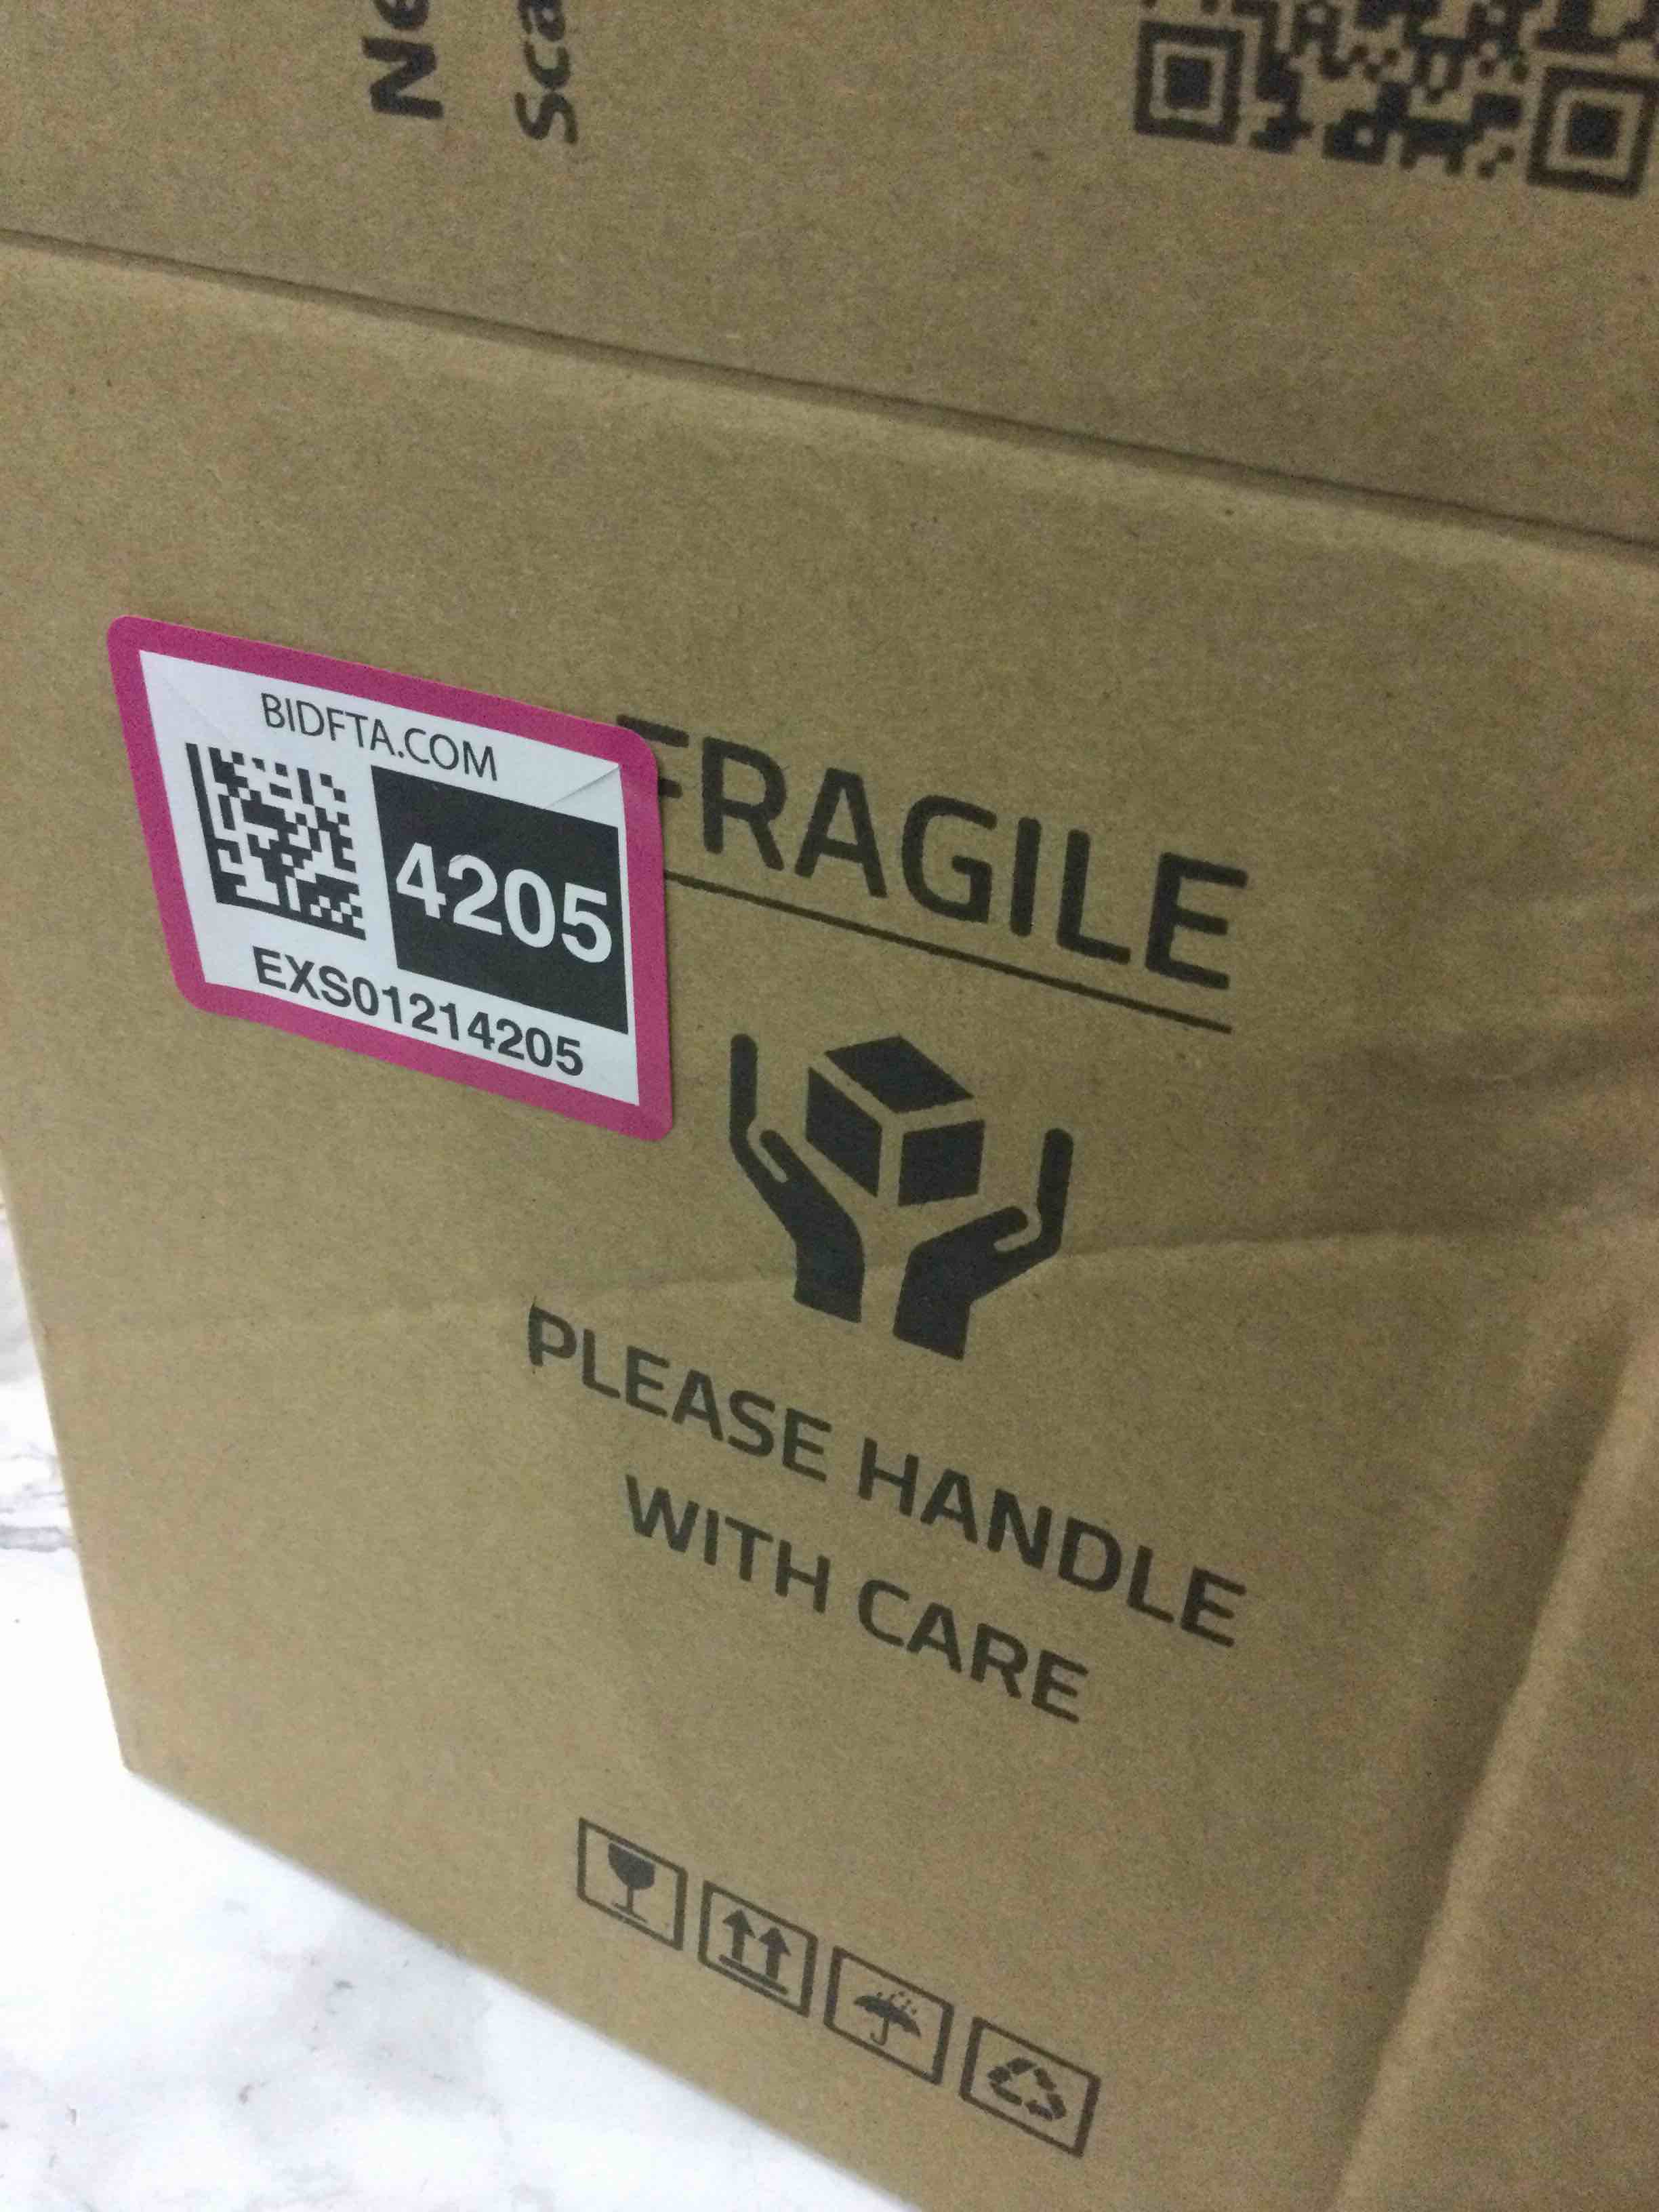 BIDFTA.COM
4205
EXS01214205
FRAGILE
PLEASE HANDLE
WITH CARE